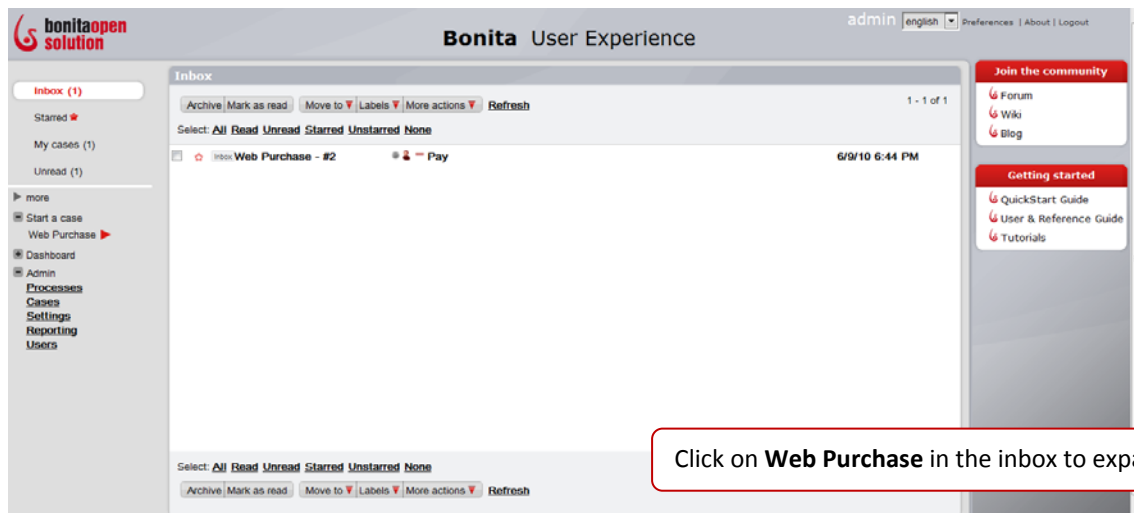 bonitaopen
solution
Bonita User Experience
admin english Preferences | About | Logout
Inbox (1)
Starred
My cases (1)
Unread (1)
more
Start a case
Web Purchase
Dashboard
Admin
Processes
Cases
Settings
Reporting
Users
Inbox
Archive Mark as read Move to Labels More actions Refresh
1 - 1 of 1
Select: All Read Unread Starred Unstarred None
Inbox Web Purchase - #2 Pay 6/9/10 6:44 PM
Select: All Read Unread Starred Unstarred None
Archive Mark as read Move to Labels More actions Refresh
Join the community
Forum
Wiki
Blog
Getting started
QuickStart Guide
User & Reference Guide
Tutorials
Click on Web Purchase in the inbox to